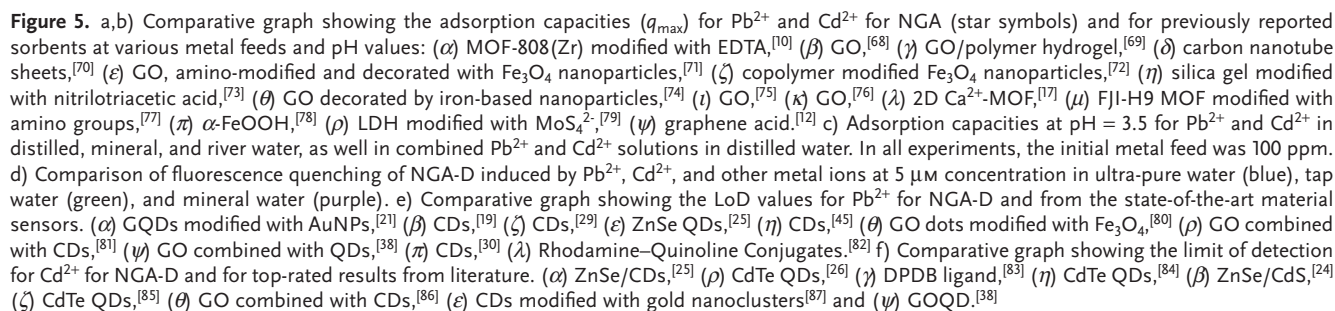 Figure 5. a,b) Comparative graph showing the adsorption capacities (qmax) for Pb²⁺ and Cd²⁺ for NGA (star symbols) and for previously reported
sorbents at various metal feeds and pH values: (α) MOF-808(Zr) modified with EDTA,[10] (β) GO,[68] (γ) GO/polymer hydrogel,[69] (δ) carbon nanotube
sheets,[70] (ε) GO, amino-modified and decorated with Fe₃O₄ nanoparticles,[71] (ζ) copolymer modified Fe₃O₄ nanoparticles,[72] (η) silica gel modified
with nitrilotriacetic acid,[73] (θ) GO decorated by iron-based nanoparticles,[74] (ι) GO,[75] (κ) GO,[76] (λ) 2D Ca²⁺-MOF,[17] (μ) FJI-H9 MOF modified with
amino groups,[77] (π) α-FeOOH,[78] (ρ) LDH modified with MoS₄²⁻,[79] (ψ) graphene acid.[12] c) Adsorption capacities at pH = 3.5 for Pb²⁺ and Cd²⁺ in
distilled, mineral, and river water, as well in combined Pb²⁺ and Cd²⁺ solutions in distilled water. In all experiments, the initial metal feed was 100 ppm.
d) Comparison of fluorescence quenching of NGA-D induced by Pb²⁺, Cd²⁺, and other metal ions at 5 μM concentration in ultra-pure water (blue), tap
water (green), and mineral water (purple). e) Comparative graph showing the LoD values for Pb²⁺ for NGA-D and from the state-of-the-art material
sensors. (α) GQDs modified with AuNPs,[21] (β) CDs,[19] (ζ) CDs,[29] (ε) ZnSe QDs,[25] (η) CDs,[45] (θ) GO dots modified with Fe₃O₄,[80] (ρ) GO combined
with CDs,[81] (ψ) GO combined with QDs,[38] (π) CDs,[30] (λ) Rhodamine–Quinoline Conjugates.[82] f) Comparative graph showing the limit of detection
for Cd²⁺ for NGA-D and for top-rated results from literature. (α) ZnSe/CDs,[25] (ρ) CdTe QDs,[26] (γ) DPDB ligand,[83] (η) CdTe QDs,[84] (β) ZnSe/CdS,[24]
(ζ) CdTe QDs,[85] (θ) GO combined with CDs,[86] (ε) CDs modified with gold nanoclusters[87] and (ψ) GOQD.[38]